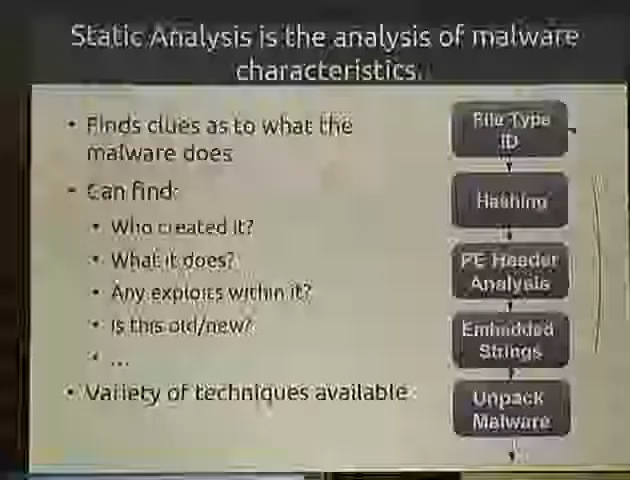 Static Analysis is the analysis of malware
characteristics.
• Finds clues as to what the
malware does
• Can find:
• Who created it?
• What it does?
• Any exploits within it?
• Is this old/new?
• ...
• Variety of techniques available
File Type
ID
Hashing
PE Header
Analysis
Embedded
Strings
Unpack
Malware